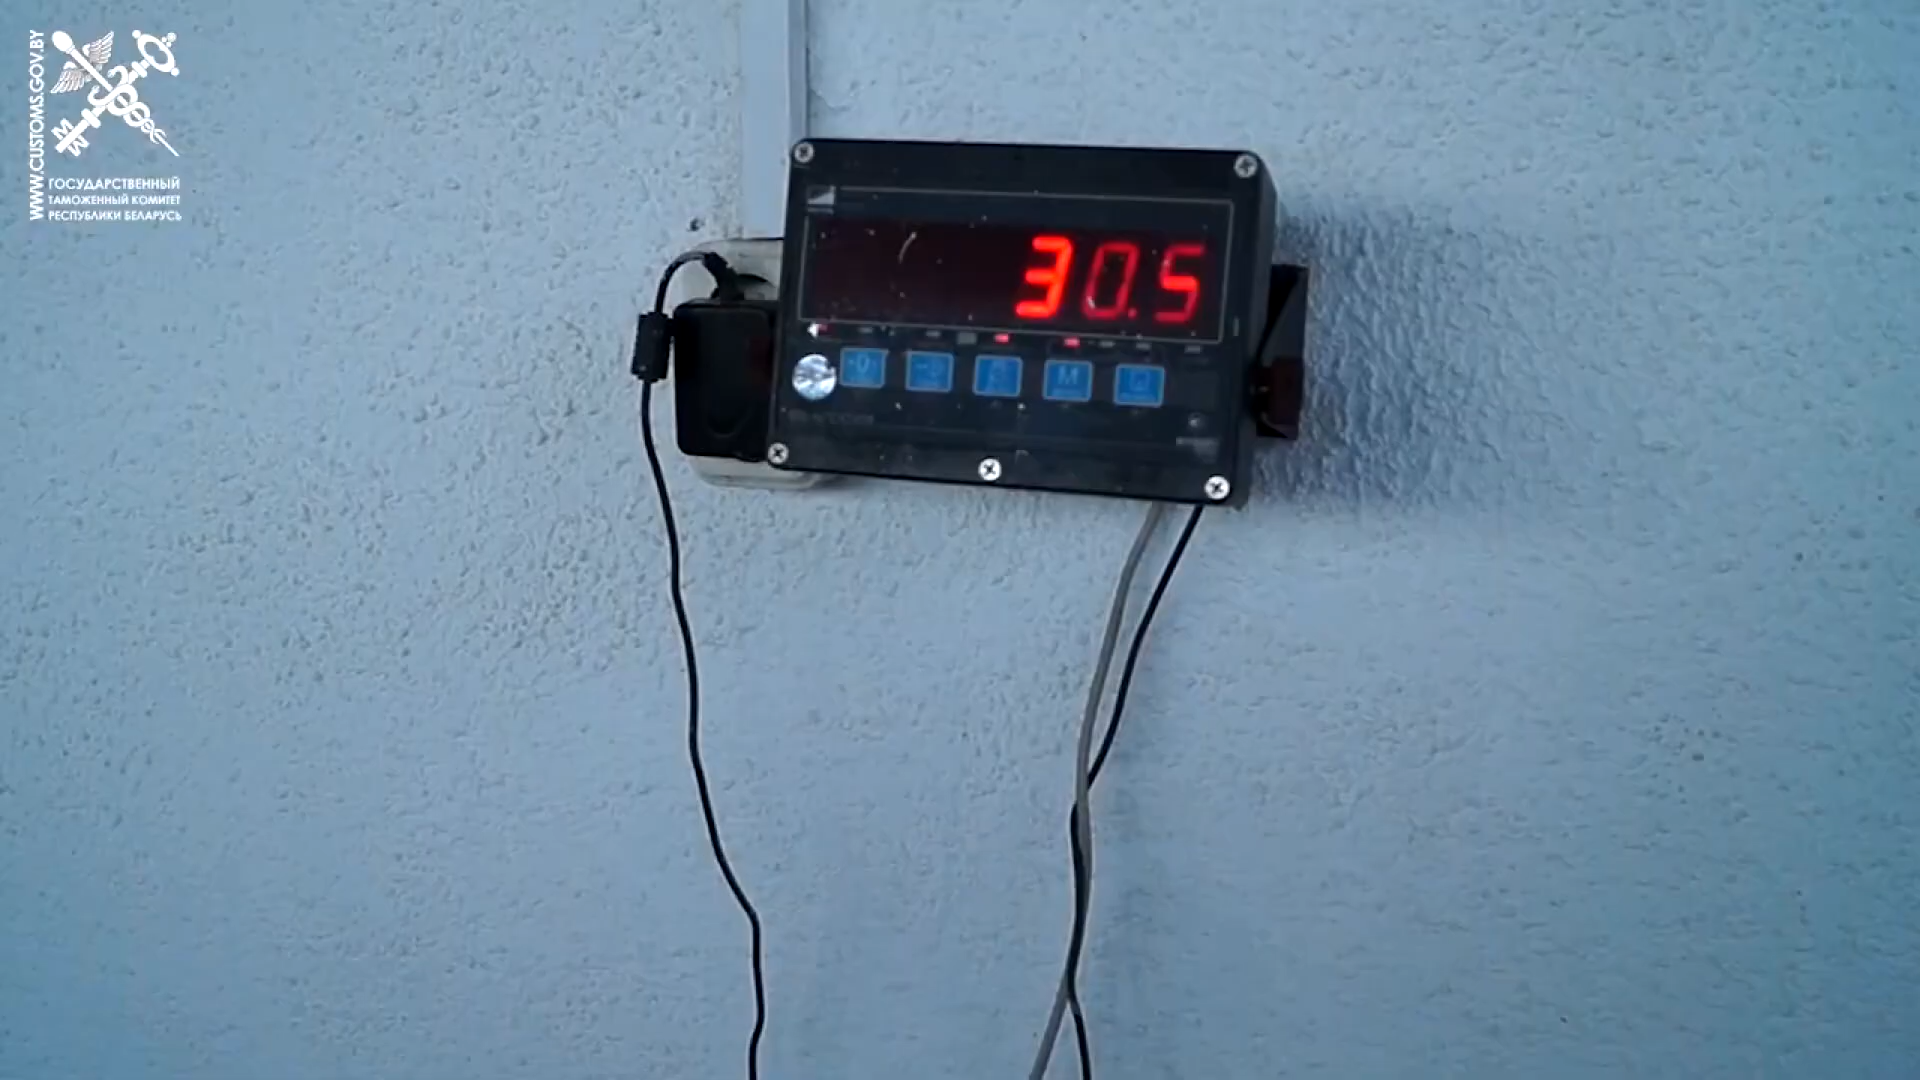 WWW.CUSTOMS.GOV.BY
ГОСУДАРСТВЕННЫЙ
ТАМОЖЕННЫЙ КОМИТЕТ
РЕСПУБЛИКИ БЕЛАРУСЬ
30.5
M